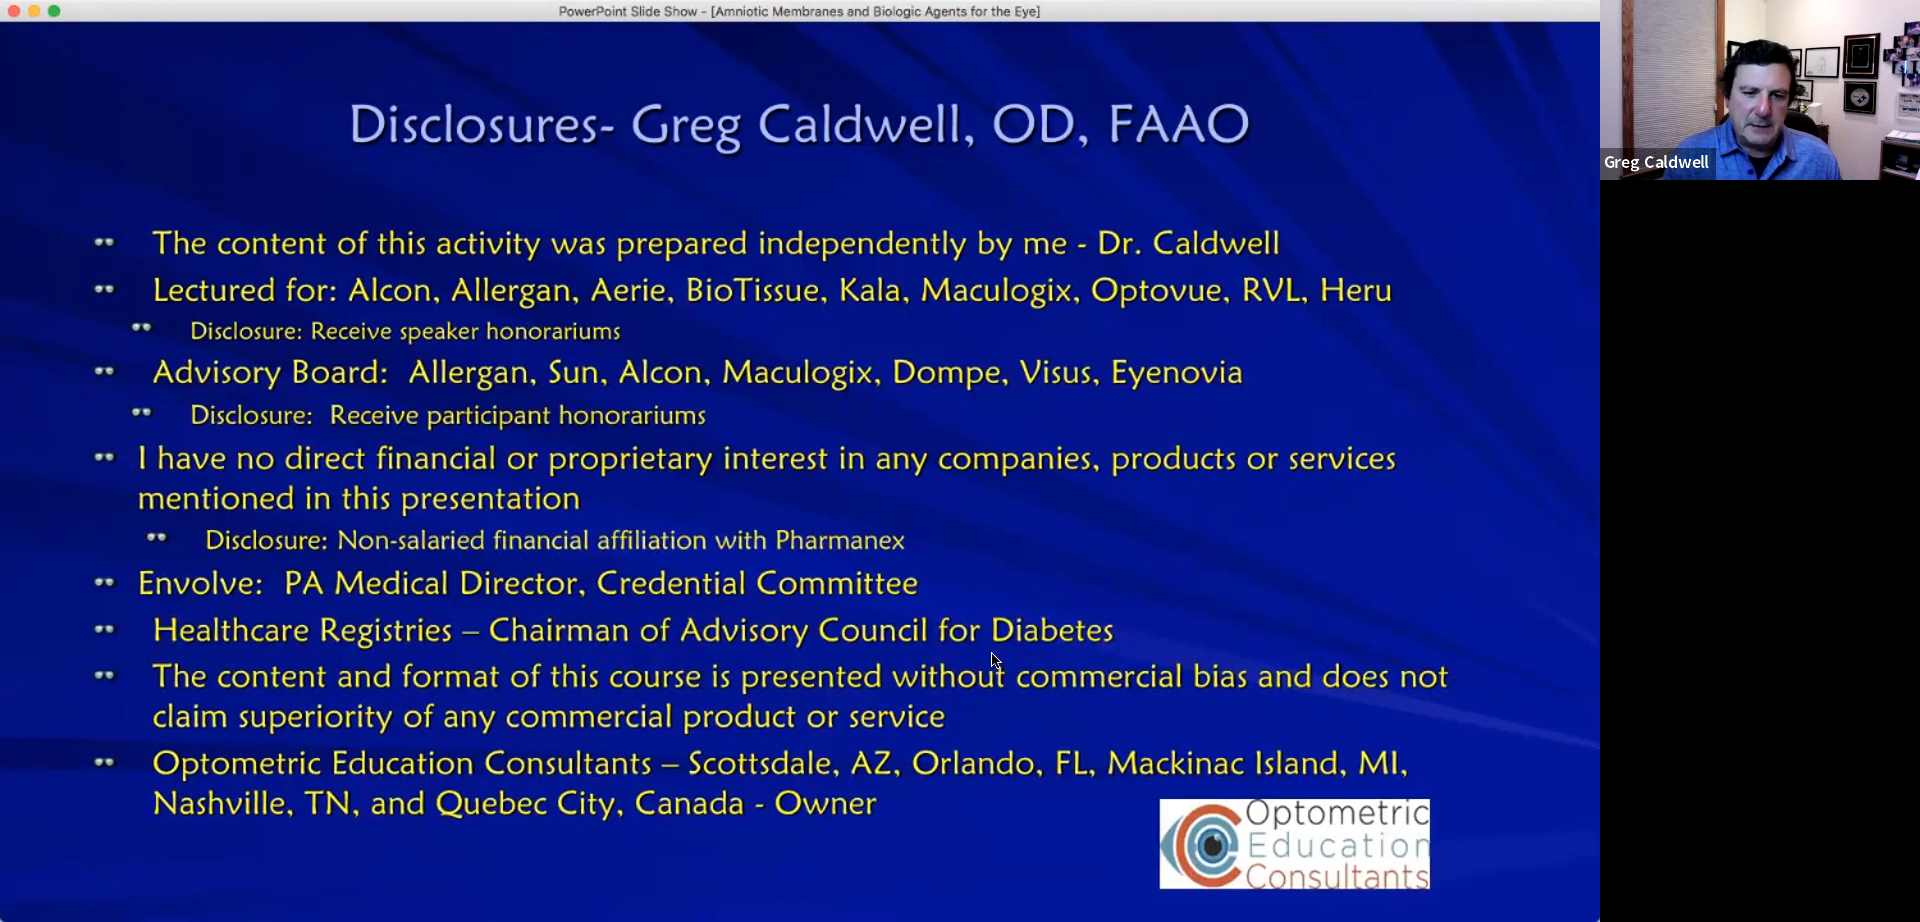 PowerPoint Slide Show - [Amniotic Membranes and Biologic Agents for the Eye]
Disclosures- Greg Caldwell, OD, FAAO
The content of this activity was prepared independently by me - Dr. Caldwell
Lectured for: Alcon, Allergan, Aerie, BioTissue, Kala, Maculogix, Optovue, RVL, Heru
Disclosure: Receive speaker honorariums
Advisory Board:  Allergan, Sun, Alcon, Maculogix, Dompe, Visus, Eyenovia
Disclosure:  Receive participant honorariums
I have no direct financial or proprietary interest in any companies, products or services
mentioned in this presentation
Disclosure: Non-salaried financial affiliation with Pharmanex
Envolve:  PA Medical Director, Credential Committee
Healthcare Registries – Chairman of Advisory Council for Diabetes
The content and format of this course is presented without commercial bias and does not
claim superiority of any commercial product or service
Optometric Education Consultants – Scottsdale, AZ, Orlando, FL, Mackinac Island, MI,
Nashville, TN, and Quebec City, Canada - Owner
Optometric
Education
Consultants
Greg Caldwell